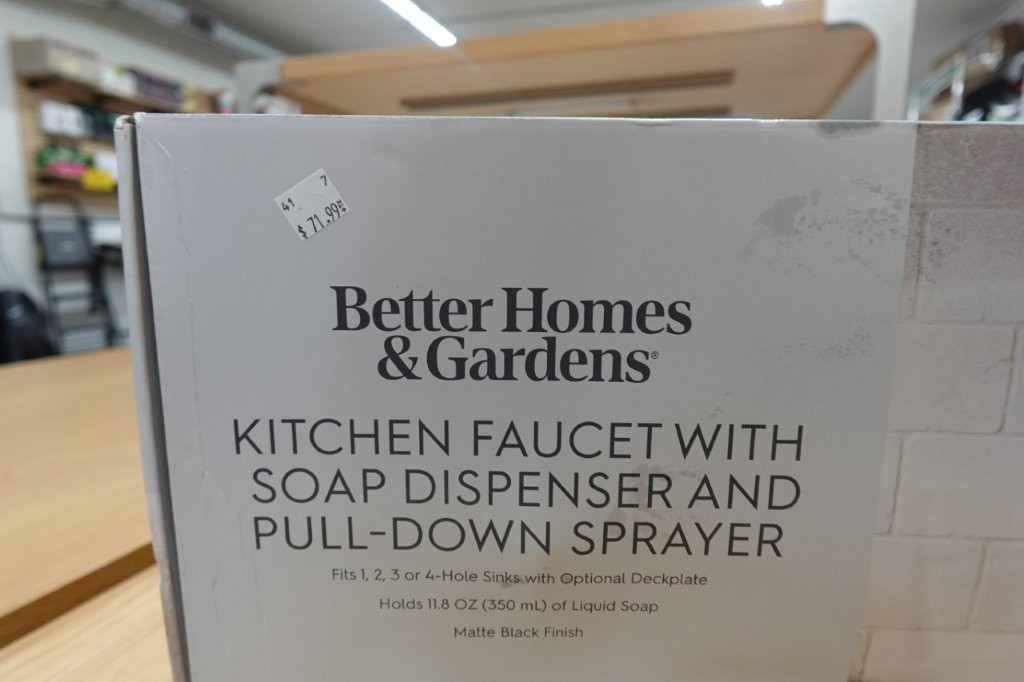 41 7
$ 71.99
Better Homes
& Gardens®
KITCHEN FAUCET WITH
SOAP DISPENSER AND
PULL-DOWN SPRAYER
Fits 1, 2, 3 or 4-Hole Sinks with Optional Deckplate
Holds 11.8 OZ (350 mL) of Liquid Soap
Matte Black Finish